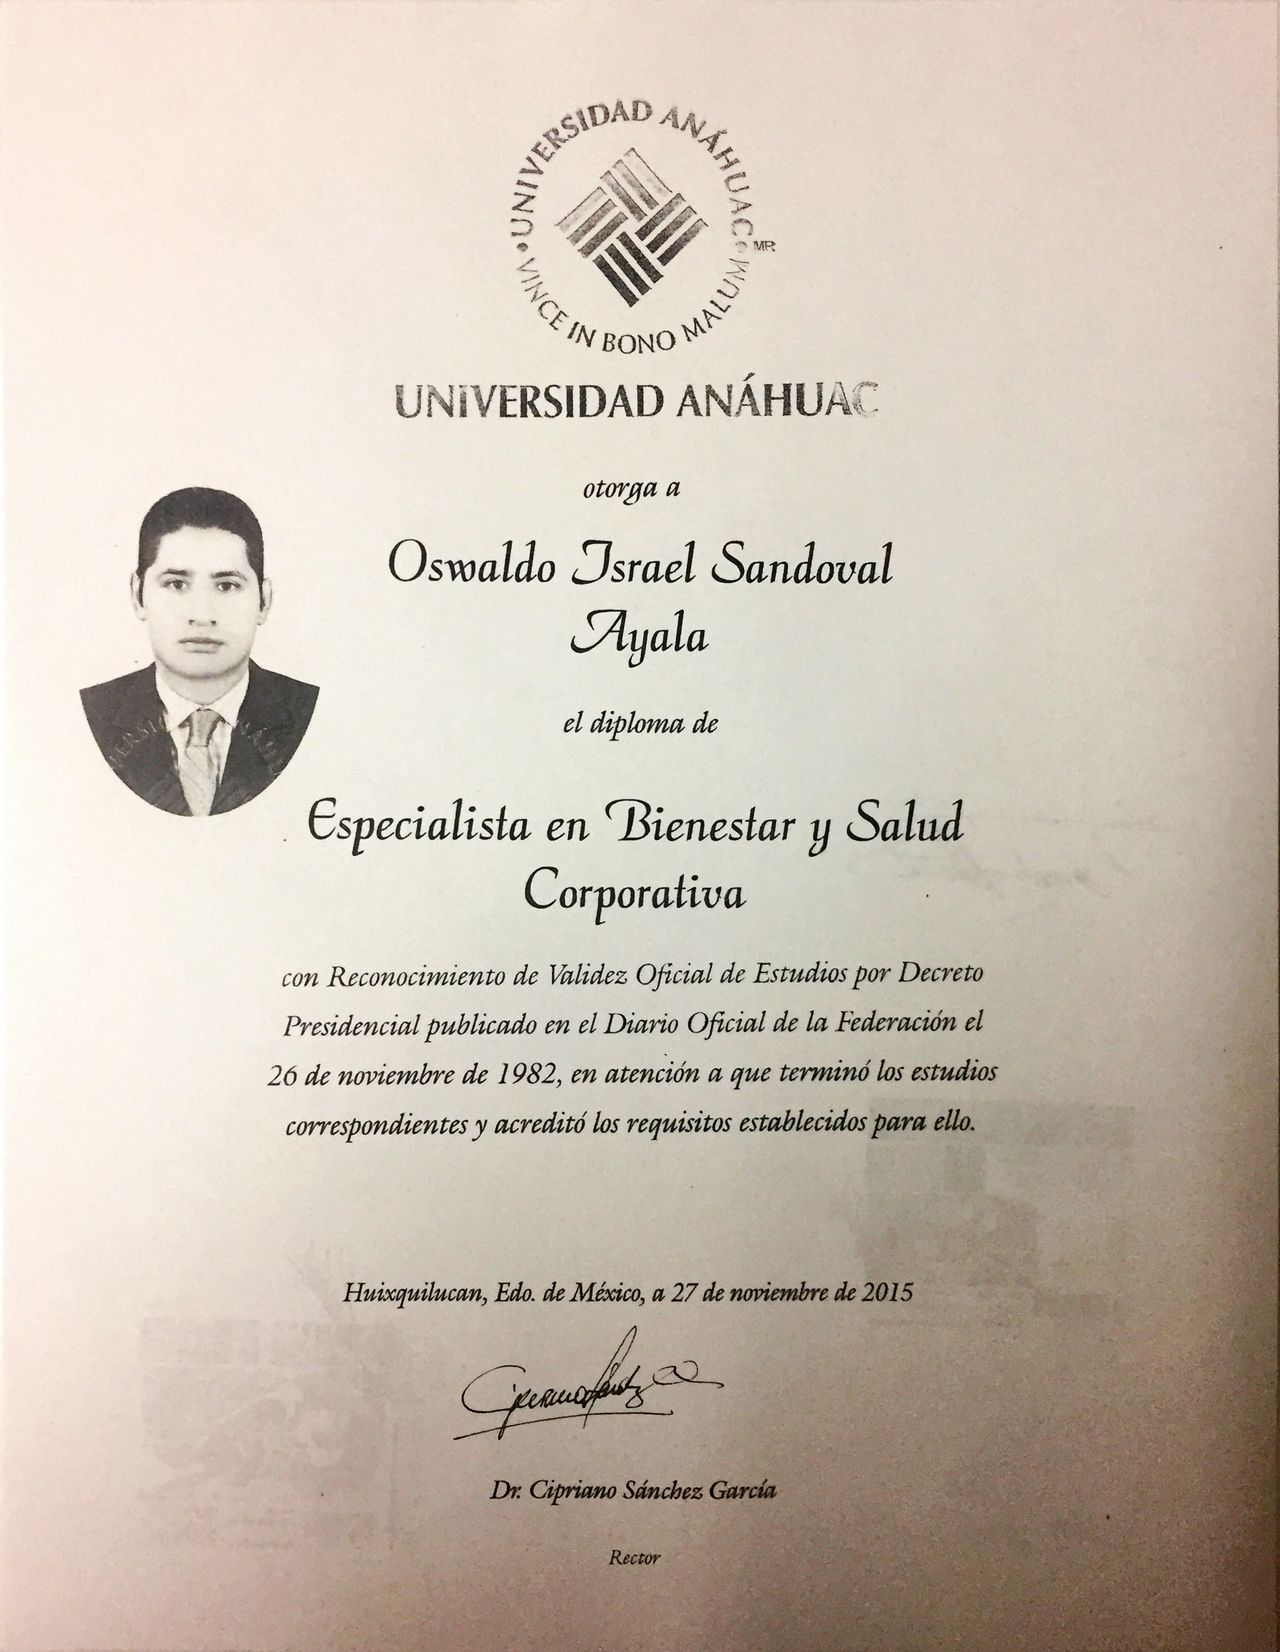 UNIVERSIDAD ANÁHUAC
MR
VINCE IN BONO MALUM
UNIVERSIDAD ANÁHUAC
otorga a
Oswaldo Israel Sandoval
Ayala
el diploma de
Especialista en Bienestar y Salud
Corporativa
con Reconocimiento de Validez Oficial de Estudios por Decreto
Presidencial publicado en el Diario Oficial de la Federación el
26 de noviembre de 1982, en atención a que terminó los estudios
correspondientes y acreditó los requisitos establecidos para ello.
Huixquilucan, Edo. de México, a 27 de noviembre de 2015
Dr. Cipriano Sánchez García
Rector